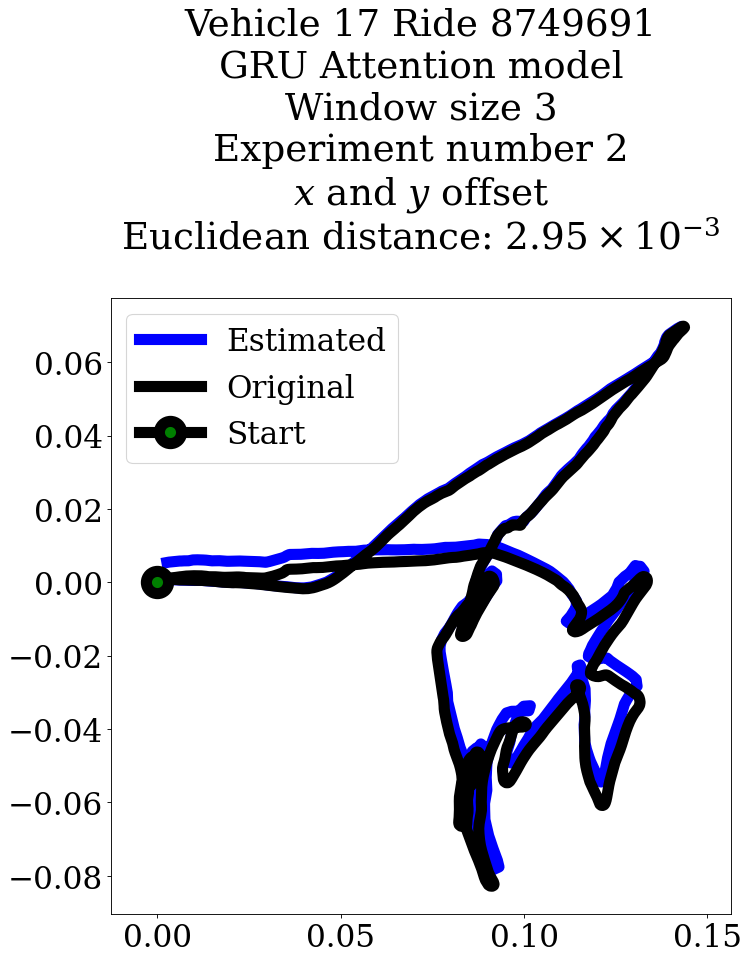 Vehicle 17 Ride 8749691
GRU Attention model
Window size 3
Experiment number 2
x and y offset
Euclidean distance: 2.95 × 10⁻³
Estimated
Original
Start
0.06
0.04
0.02
0.00
−0.02
−0.04
−0.06
−0.08
0.00 0.05 0.10 0.15